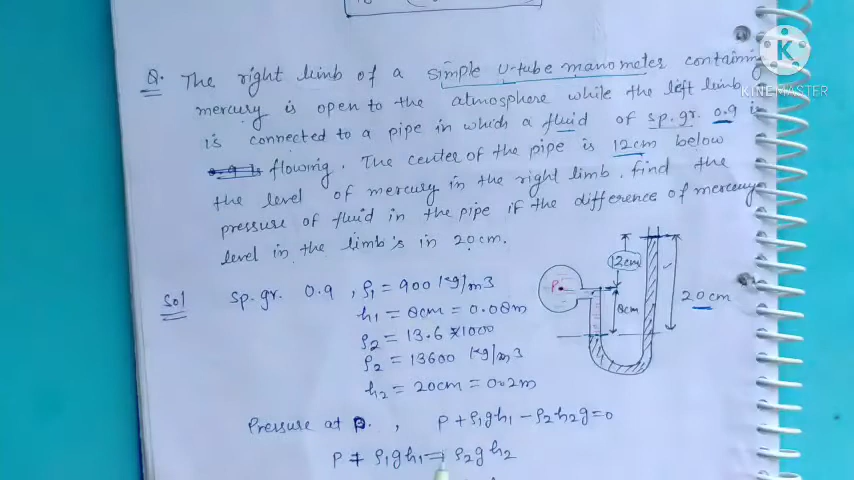 Q. The right limb of a simple U-tube manometer containing
mercury is open to the atmosphere while the left limb
is connected to a pipe in which a fluid of sp.gr. 0.9 is
flowing. The center of the pipe is 12cm below
the level of mercury in the right limb. find the
pressure of fluid in the pipe if the difference of mercury
level in the limb's in 20cm.
Sol
sp.gr. 0.9, ρ1 = 900 kg/m3
h1 = 8cm = 0.08m
ρ2 = 13.6 × 1000
ρ2 = 13600 kg/m3
h2 = 20cm = 0.2m
Pressure at P. , P + ρ1gh1 - ρ2h2g = 0
P + ρ1gh1 = ρ2gh2
12cm
P
8cm
20cm
K
KINEMASTER